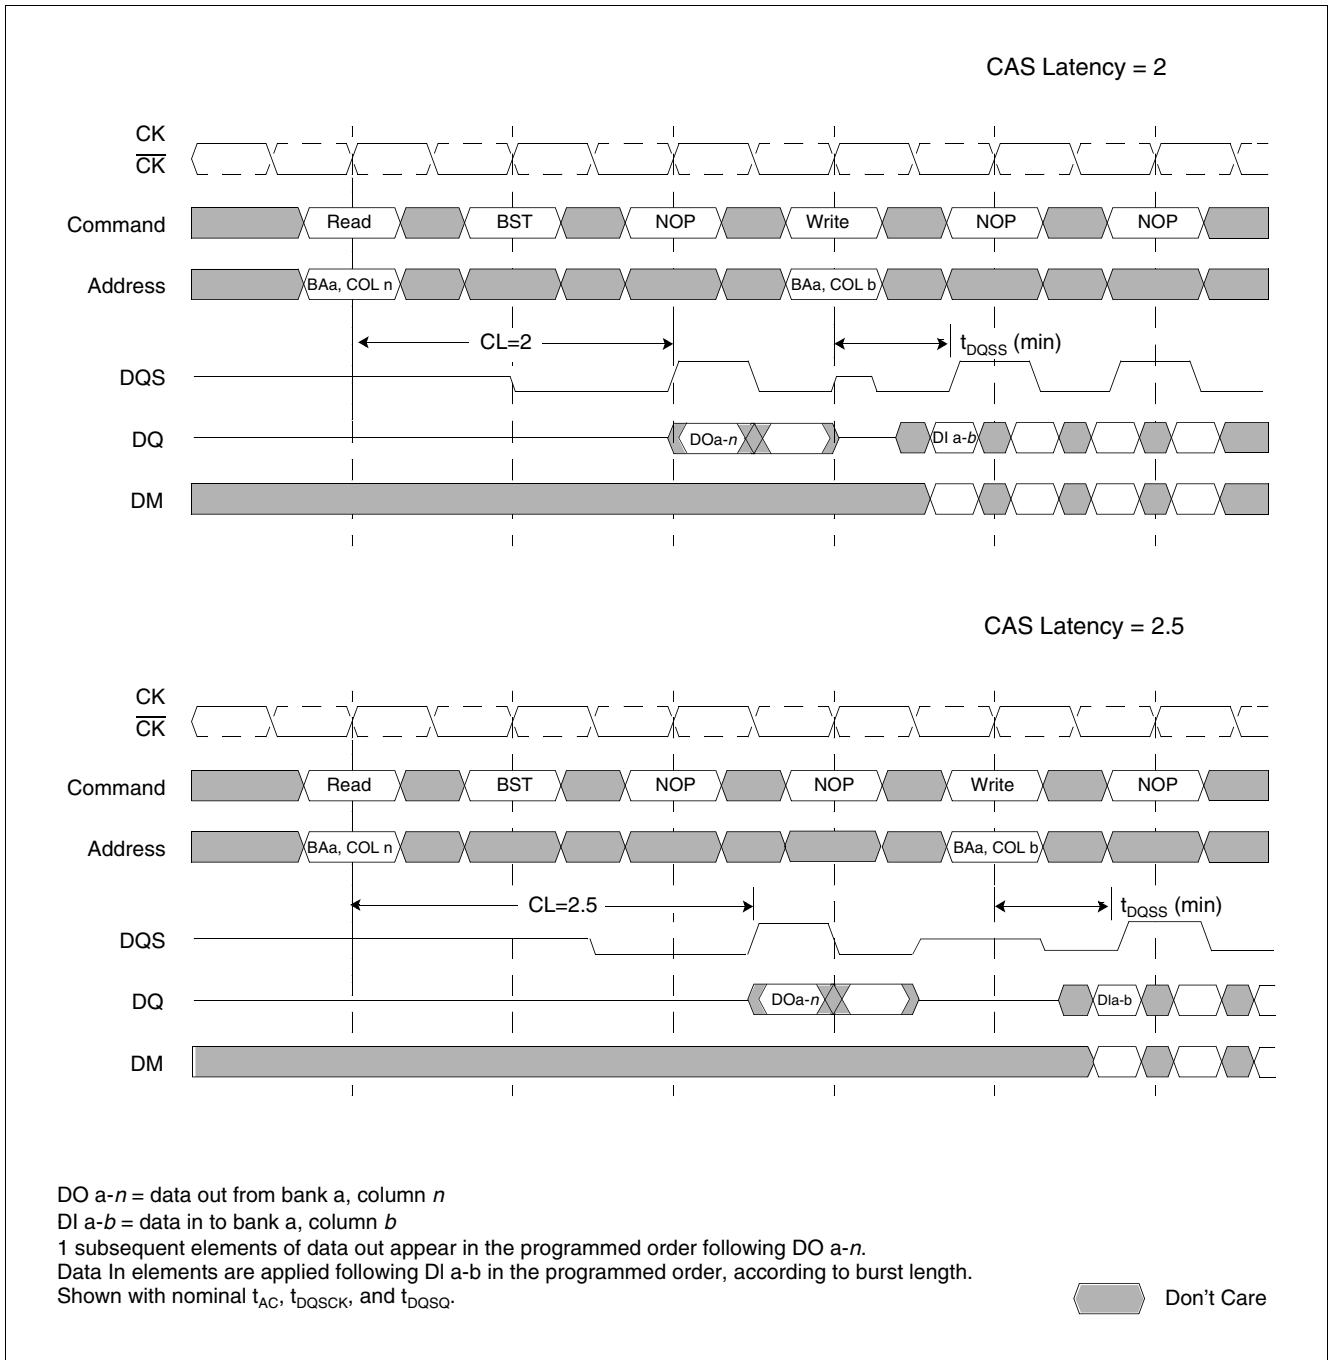 CAS Latency = 2
CK
CK
Command Read BST NOP Write NOP NOP
Address BAa, COL n BAa, COL b
CL=2 tDQSS (min)
DQS
DQ DOa-n DI a-b
DM
CAS Latency = 2.5
CK
CK
Command Read BST NOP NOP Write NOP
Address BAa, COL n BAa, COL b
CL=2.5 tDQSS (min)
DQS
DQ DOa-n DIa-b
DM
DO a-n = data out from bank a, column n
DI a-b = data in to bank a, column b
1 subsequent elements of data out appear in the programmed order following DO a-n.
Data In elements are applied following DI a-b in the programmed order, according to burst length.
Shown with nominal tAC, tDQSCK, and tDQSQ.
Don't Care